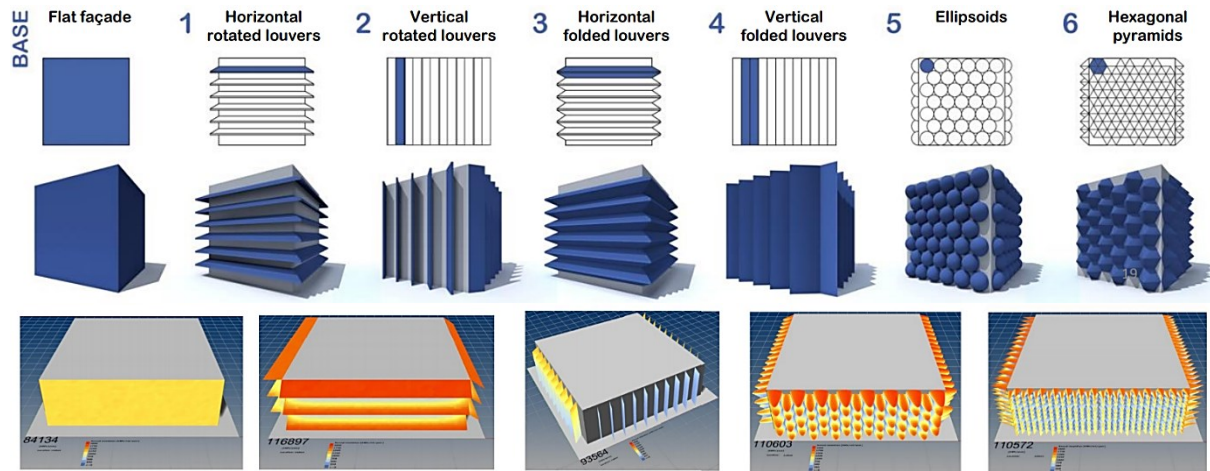 BASE
Flat façade
1
Horizontal
rotated louvers
2
Vertical
rotated louvers
3
Horizontal
folded louvers
4
Vertical
folded louvers
5
Ellipsoids
6
Hexagonal
pyramids
19
84134
116897
93564
110603
110572